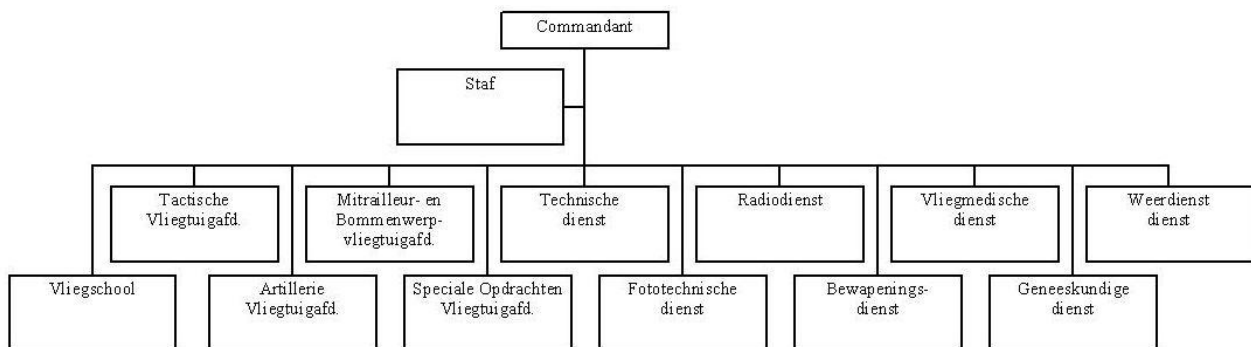 Commandant
Staf
Tactische
Vliegtuigafd.
Mitrailleur- en
Bommenwerp-
vliegtuigafd.
Technische
dienst
Radiodienst
Vliegmedische
dienst
Weerdienst
dienst
Vliegschool
Artillerie
Vliegtuigafd.
Speciale Opdrachten
Vliegtuigafd.
Fototechnische
dienst
Bewapenings-
dienst
Geneeskundige
dienst